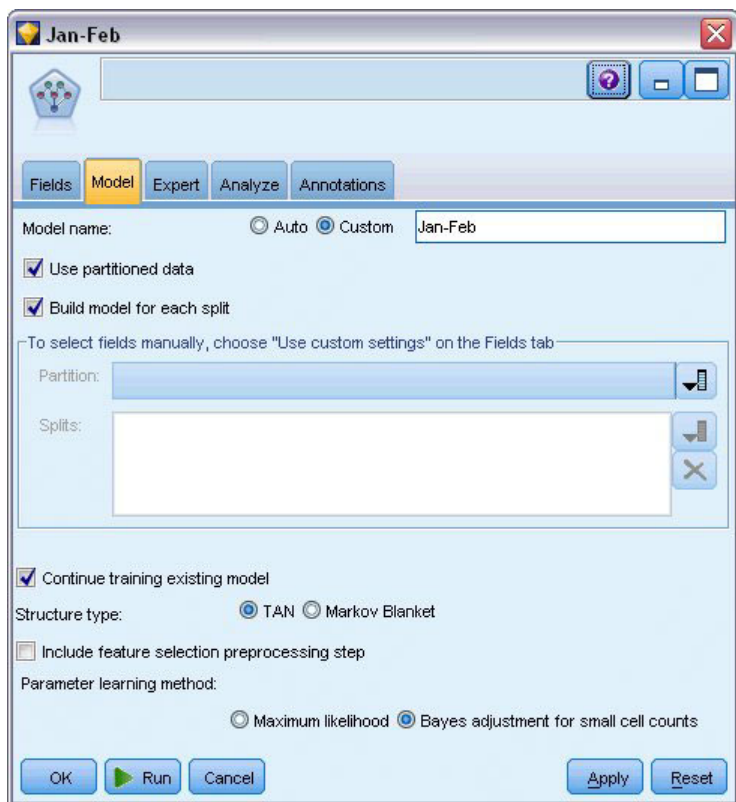 Jan-Feb
Fields Model Expert Analyze Annotations
Model name: Auto Custom Jan-Feb
Use partitioned data
Build model for each split
To select fields manually, choose "Use custom settings" on the Fields tab
Partition:
Splits:
Continue training existing model
Structure type: TAN Markov Blanket
Include feature selection preprocessing step
Parameter learning method:
Maximum likelihood Bayes adjustment for small cell counts
OK Run Cancel Apply Reset